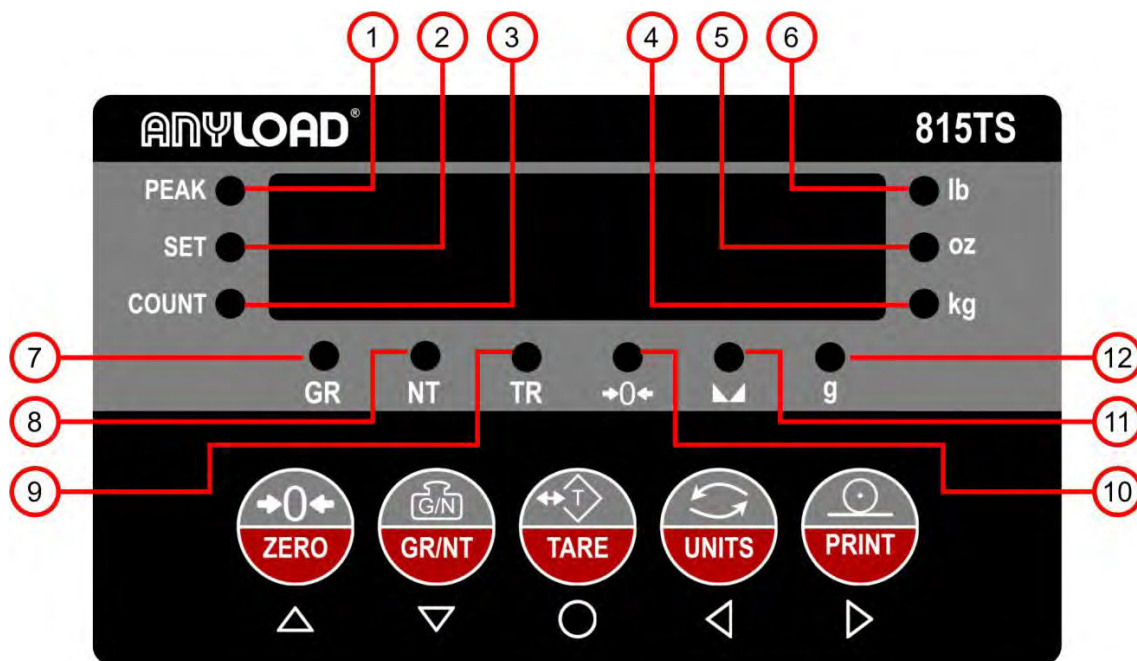 1 2 3 4 5 6
ANYLOAD® 815TS
PEAK lb
SET oz
COUNT kg
7 12
GR NT TR →0← g
8 11
9 10
→0← G/N T
ZERO GR/NT TARE UNITS PRINT